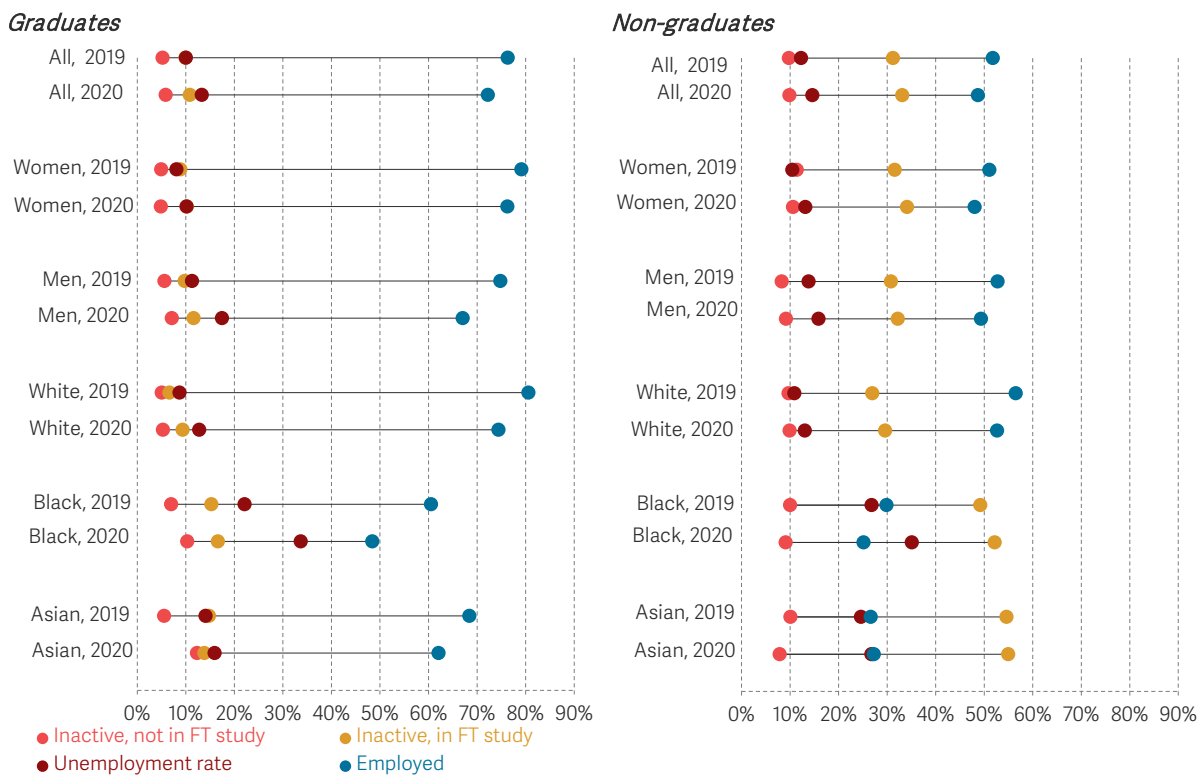 Graduates
All, 2019
All, 2020
Women, 2019
Women, 2020
Men, 2019
Men, 2020
White, 2019
White, 2020
Black, 2019
Black, 2020
Asian, 2019
Asian, 2020
0% 10% 20% 30% 40% 50% 60% 70% 80% 90%
Non-graduates
All, 2019
All, 2020
Women, 2019
Women, 2020
Men, 2019
Men, 2020
White, 2019
White, 2020
Black, 2019
Black, 2020
Asian, 2019
Asian, 2020
0% 10% 20% 30% 40% 50% 60% 70% 80% 90%
Inactive, not in FT study
Inactive, in FT study
Unemployment rate
Employed